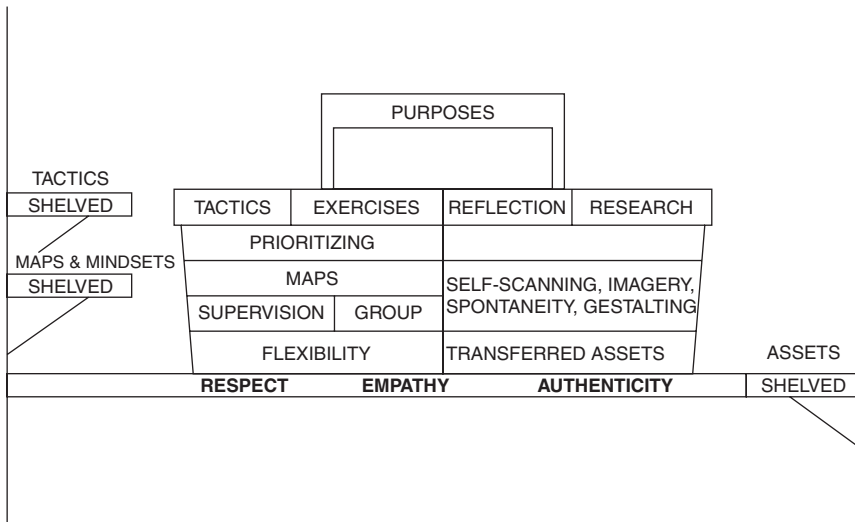 PURPOSES
TACTICS
SHELVED
TACTICS EXERCISES REFLECTION RESEARCH
PRIORITIZING
MAPS & MINDSETS
SHELVED
MAPS
SELF-SCANNING, IMAGERY,
SPONTANEITY, GESTALTING
SUPERVISION GROUP
FLEXIBILITY TRANSFERRED ASSETS
ASSETS
RESPECT EMPATHY AUTHENTICITY SHELVED